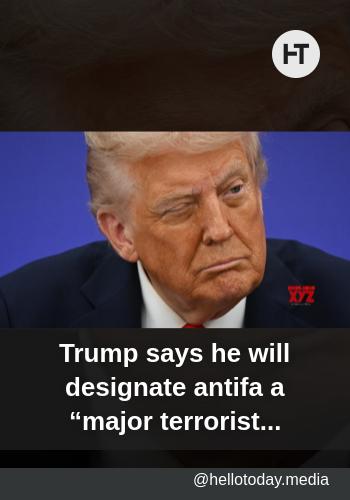 HT
XYZ
Trump says he will
designate antifa a
“major terrorist...
@hellotoday.media